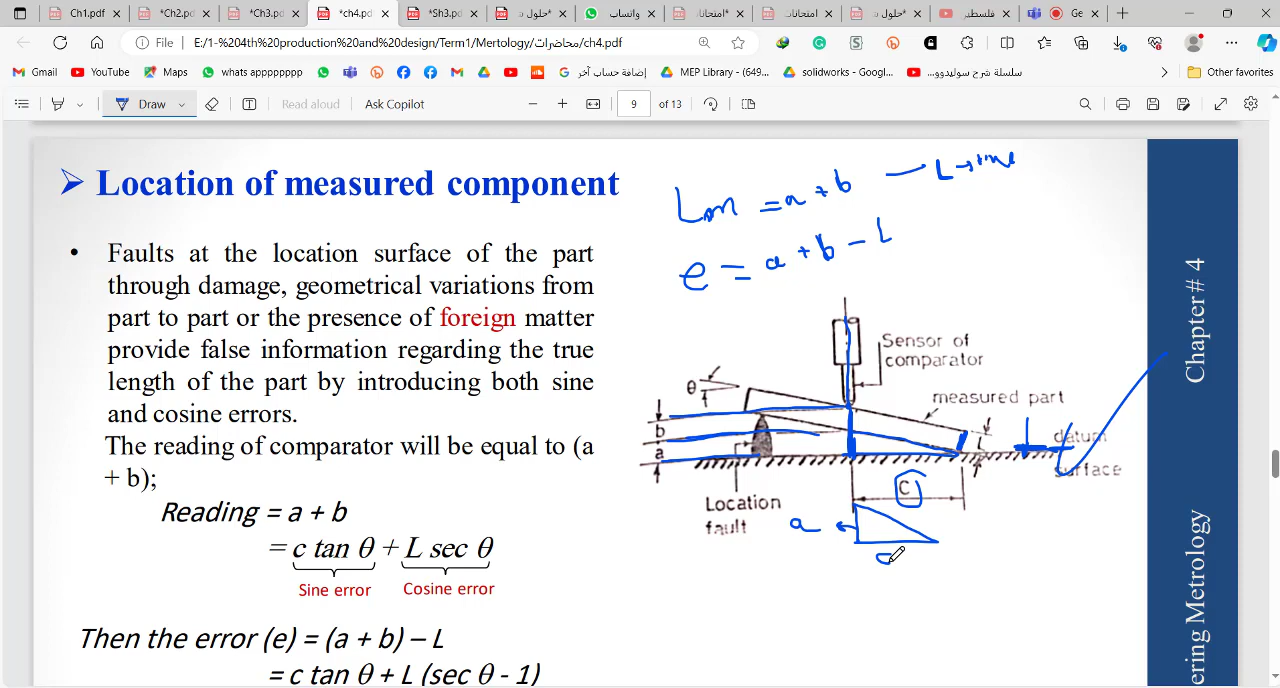 Ch1.pdf
*Ch2.pdf
*Ch3.pdf
*ch4.pdf
*Sh3.pdf
واتساب
فلسطين
Ge
File
E:/1-%204th%20production%20and%20design/Term1/Mertology/محاضرات/ch4.pdf
Gmail
YouTube
Maps
whats appppppppp
إضافة حساب آخر
MEP Library - (649...
solidworks - Googl...
سلسلة شرح سوليدوو...
Other favorites
Draw
Read aloud
Ask Copilot
9
of 13
Location of measured component
Lm = a + b — L → true
e = a + b - L
• Faults at the location surface of the part
through damage, geometrical variations from
part to part or the presence of foreign matter
provide false information regarding the true
length of the part by introducing both sine
and cosine errors.
The reading of comparator will be equal to (a
+ b);
Reading = a + b
= c tan θ + L sec θ
Sine error
Cosine error
Then the error (e) = (a + b) – L
= c tan θ + L (sec θ - 1)
Sensor of
comparator
θ
measured part
b
a
datum
surface
C
Location
fault
a
Chapter# 4
ering Metrology